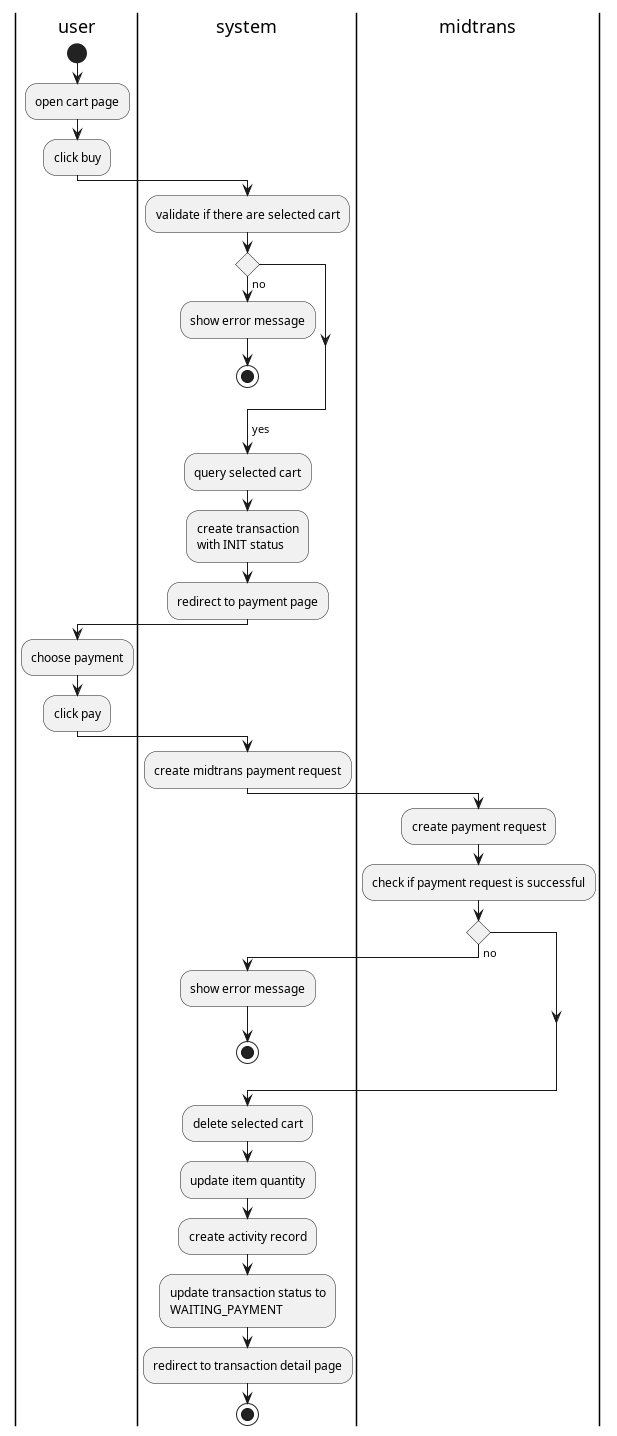 user
system
midtrans
open cart page
click buy
validate if there are selected cart
no
show error message
yes
query selected cart
create transaction
with INIT status
redirect to payment page
choose payment
click pay
create midtrans payment request
create payment request
check if payment request is successful
no
show error message
delete selected cart
update item quantity
create activity record
update transaction status to
WAITING_PAYMENT
redirect to transaction detail page